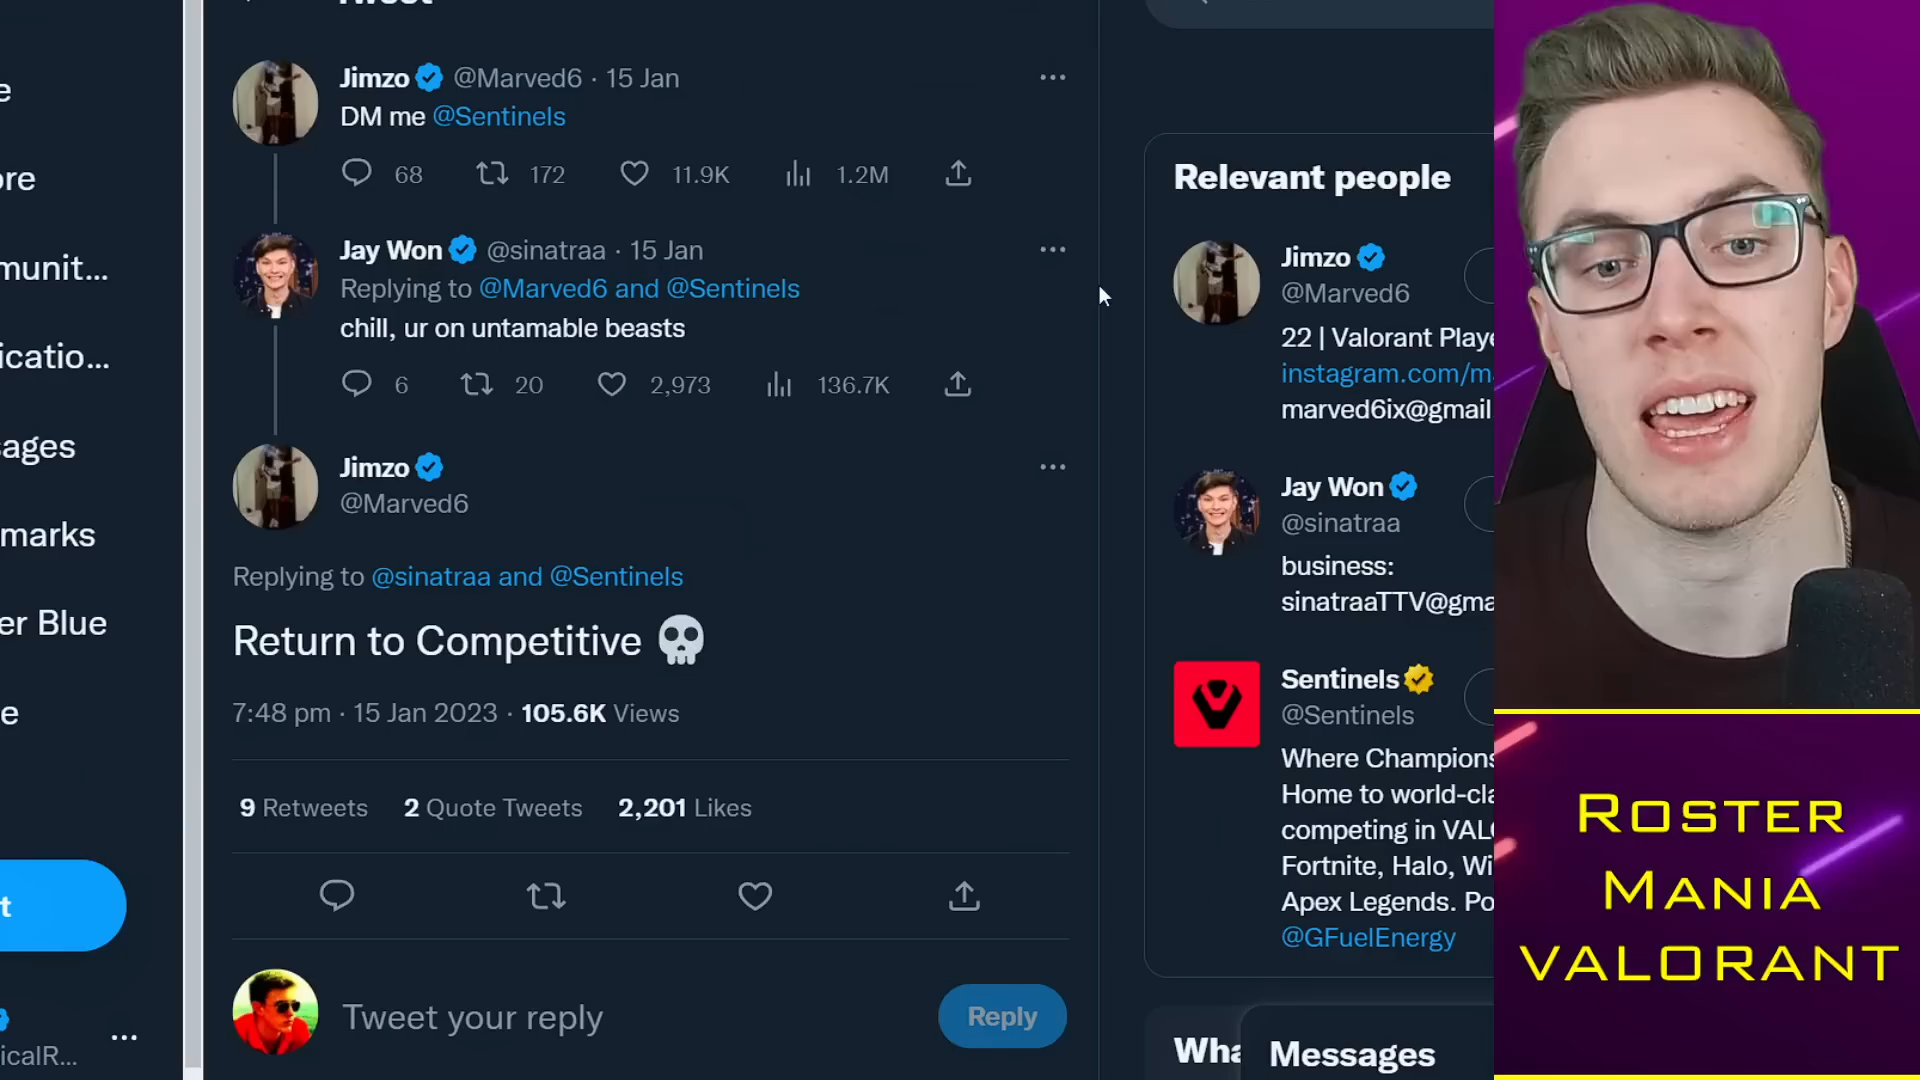 Tweet
Jimzo @Marved6 · 15 Jan
DM me @Sentinels
68 172 11.9K 1.2M
Jay Won @sinatraa · 15 Jan
Replying to @Marved6 and @Sentinels
chill, ur on untamable beasts
6 20 2,973 136.7K
Jimzo
@Marved6
Replying to @sinatraa and @Sentinels
Return to Competitive 💀
7:48 pm · 15 Jan 2023 · 105.6K Views
9 Retweets 2 Quote Tweets 2,201 Likes
Tweet your reply
Reply
e
ore
munit...
icatio...
sages
marks
er Blue
e
t
icalR...
Relevant people
Jimzo
@Marved6
22 | Valorant Playe
instagram.com/m
marved6ix@gmail
Jay Won
@sinatraa
business:
sinatraaTTV@gma
Sentinels
@Sentinels
Where Champions
Home to world-cla
competing in VALO
Fortnite, Halo, Wi
Apex Legends. Po
@GFuelEnergy
Wha
Messages
ROSTER
MANIA
VALORANT